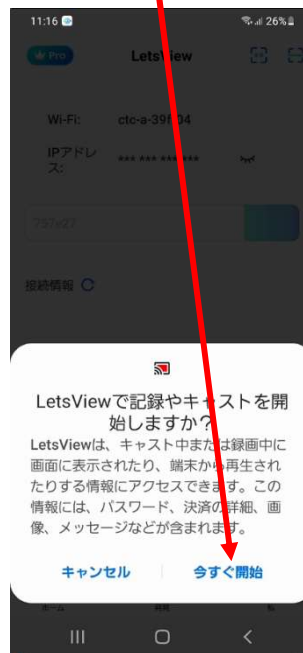 11:16 26%
Pro LetsView
Wi-Fi: ctc-a-39f 04
IPアドレ *** *** *** ***
ス:
757e27
接続情報
LetsViewで記録やキャストを開
始しますか?
LetsViewは、キャスト中または録画中に
画面に表示されたり、端末から再生され
たりする情報にアクセスできます。この
情報には、パスワード、決済の詳細、画
像、メッセージなどが含まれます。
キャンセル 今すぐ開始
ホーム